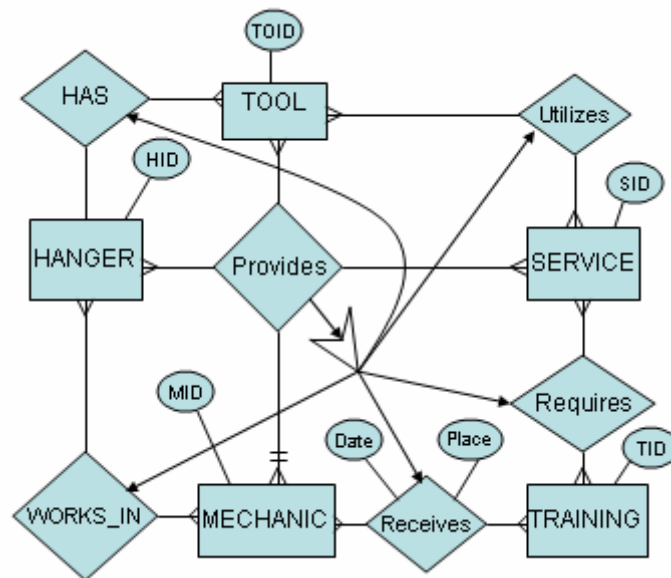 TOID
HAS
TOOL
Utilizes
HID
SID
HANGER
Provides
SERVICE
MID
Requires
Date
Place
TID
WORKS_IN
MECHANIC
Receives
TRAINING